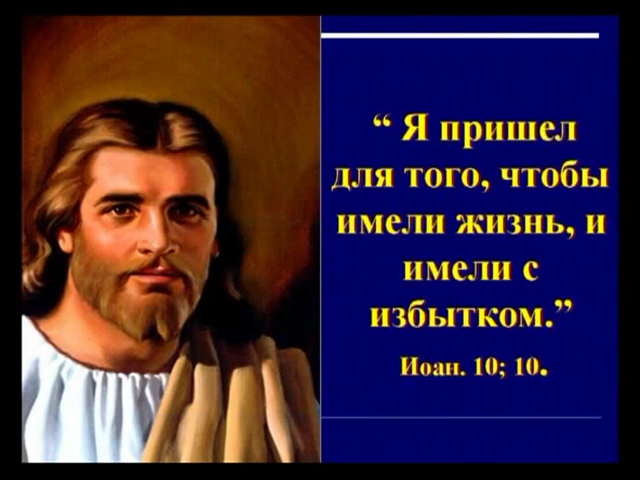 “ Я пришел
для того, чтобы
имели жизнь, и
имели с
избытком.”
Иоан. 10; 10.